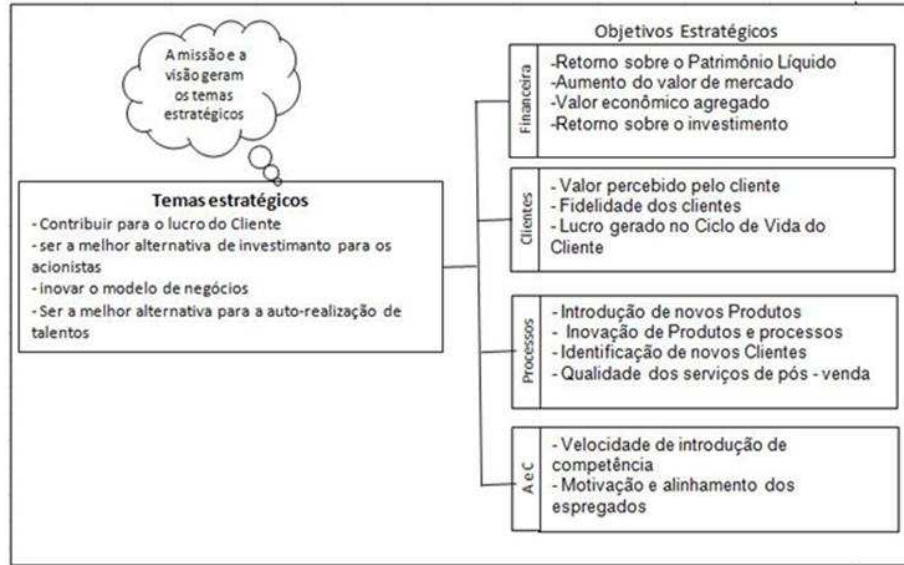 A missão e a
visão geram
os temas
estratégicos
Temas estratégicos
- Contribuir para o lucro do Cliente
- ser a melhor alternativa de investimanto para os
acionistas
- inovar o modelo de negócios
- Ser a melhor alternativa para a auto-realização de
talentos
Objetivos Estratégicos
Financeira
-Retorno sobre o Patrimônio Líquido
-Aumento do valor de mercado
-Valor econômico agregado
-Retorno sobre o investimento
Clientes
- Valor percebido pelo cliente
- Fidelidade dos clientes
- Lucro gerado no Ciclo de Vida do
Cliente
Processos
- Introdução de novos Produtos
- Inovação de Produtos e processos
- Identificação de novos Clientes
- Qualidade dos serviços de pós - venda
A e C
- Velocidade de introdução de
competência
- Motivação e alinhamento dos
espregados